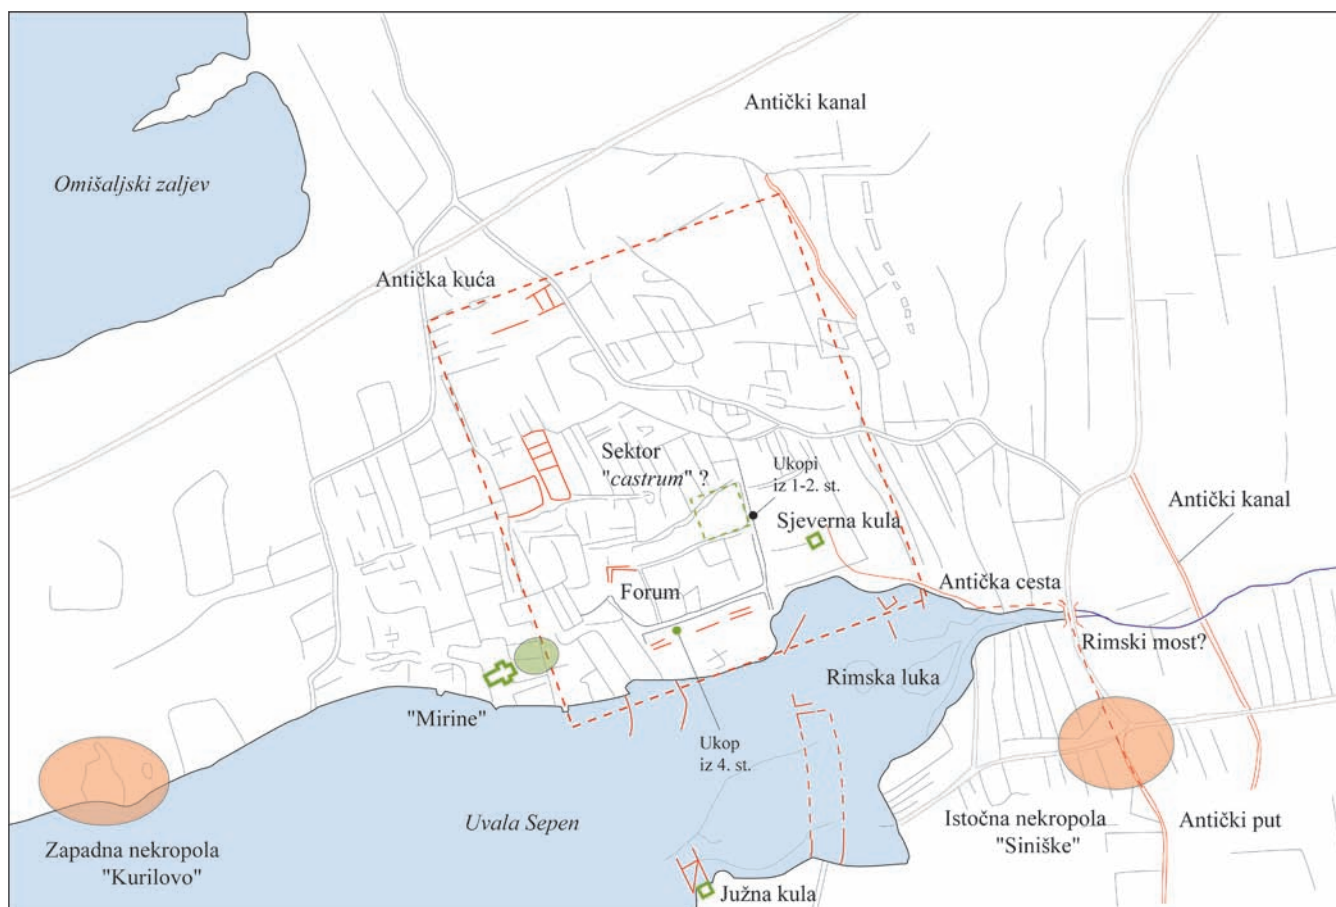 Antički kanal
Omišaljski zaljev
Antička kuća
Sektor
"castrum" ?
Ukopi
iz 1-2. st.
Antički kanal
Sjeverna kula
Antička cesta
Forum
Rimski most?
Rimska luka
"Mirine"
Ukop
iz 4. st.
Uvala Sepen
Istočna nekropola
"Siniške"
Antički put
Zapadna nekropola
"Kurilovo"
Južna kula